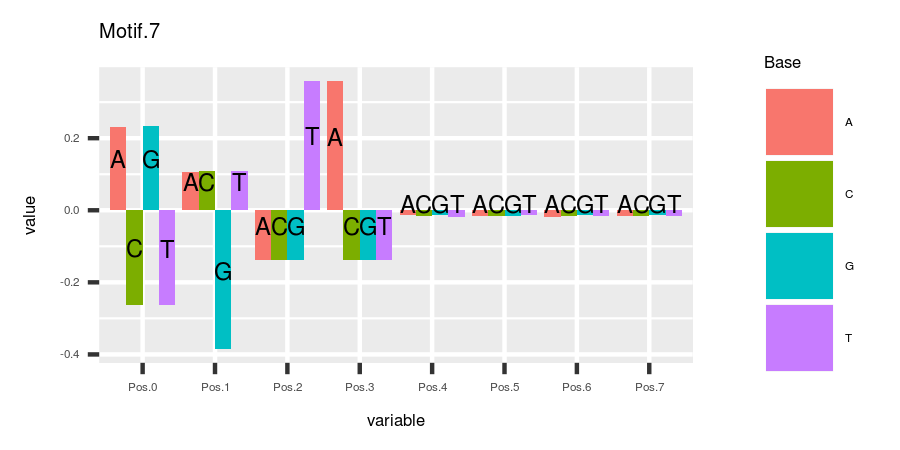 Motif.7
value
0.2
0.0
-0.2
-0.4
A C G T
A C G T
A C G T
A C G T
ACGT
ACGT
ACGT
ACGT
Pos.0 Pos.1 Pos.2 Pos.3 Pos.4 Pos.5 Pos.6 Pos.7
variable
Base
A
C
G
T